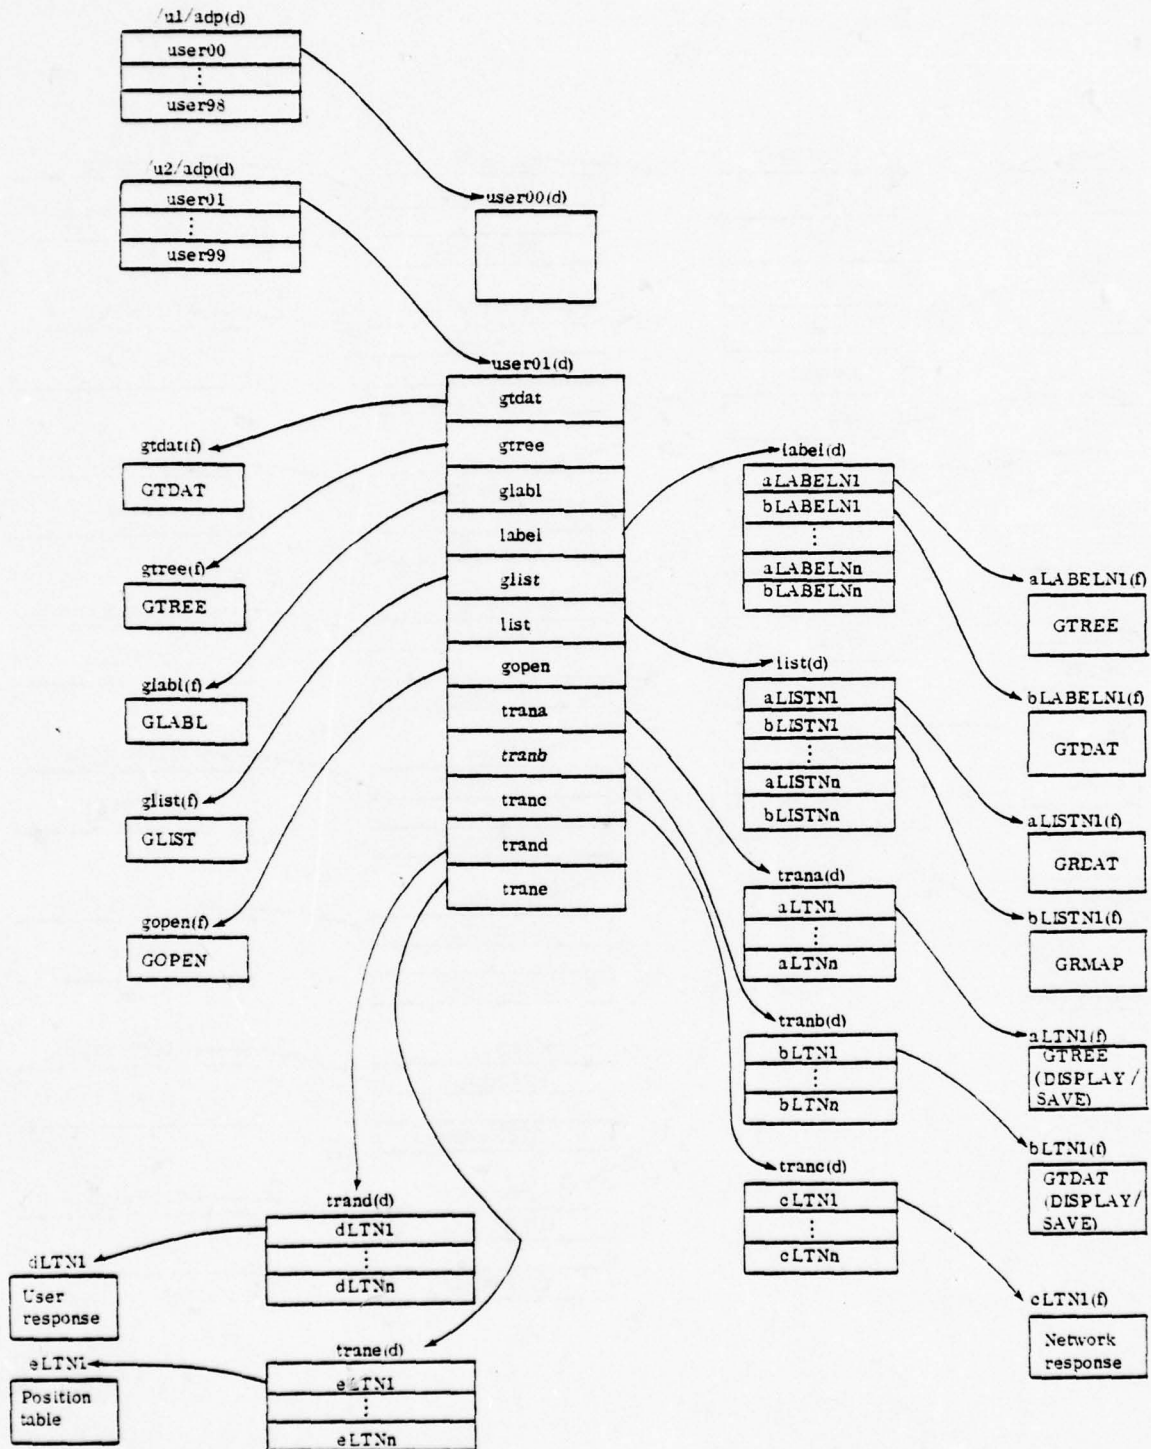 /u1/adp(d)
user00
⋮
user98
/u2/adp(d)
user01
⋮
user99
user00(d)
user01(d)
gtdat
gtree
glabl
label
glist
list
gopen
trana
tranb
tranc
trand
trane
gtdat(f)
GTDAT
gtree(f)
GTREE
glabl(f)
GLABL
glist(f)
GLIST
gopen(f)
GOPEN
label(d)
aLABELN1
bLABELN1
⋮
aLABELNn
bLABELNn
aLABELN1(f)
GTREE
bLABELN1(f)
GTDAT
list(d)
aLISTN1
bLISTN1
⋮
aLISTNn
bLISTNn
aLISTN1(f)
GRDAT
bLISTN1(f)
GRMAP
trana(d)
aLTN1
⋮
aLTNn
aLTN1(f)
GTREE
(DISPLAY/
SAVE)
tranb(d)
bLTN1
⋮
bLTNn
bLTN1(f)
GTDAT
(DISPLAY/
SAVE)
tranc(d)
cLTN1
⋮
cLTNn
cLTN1(f)
Network
response
trand(d)
dLTN1
⋮
dLTNn
dLTN1
User
response
trane(d)
eLTN1
⋮
eLTNn
eLTN1
Position
table